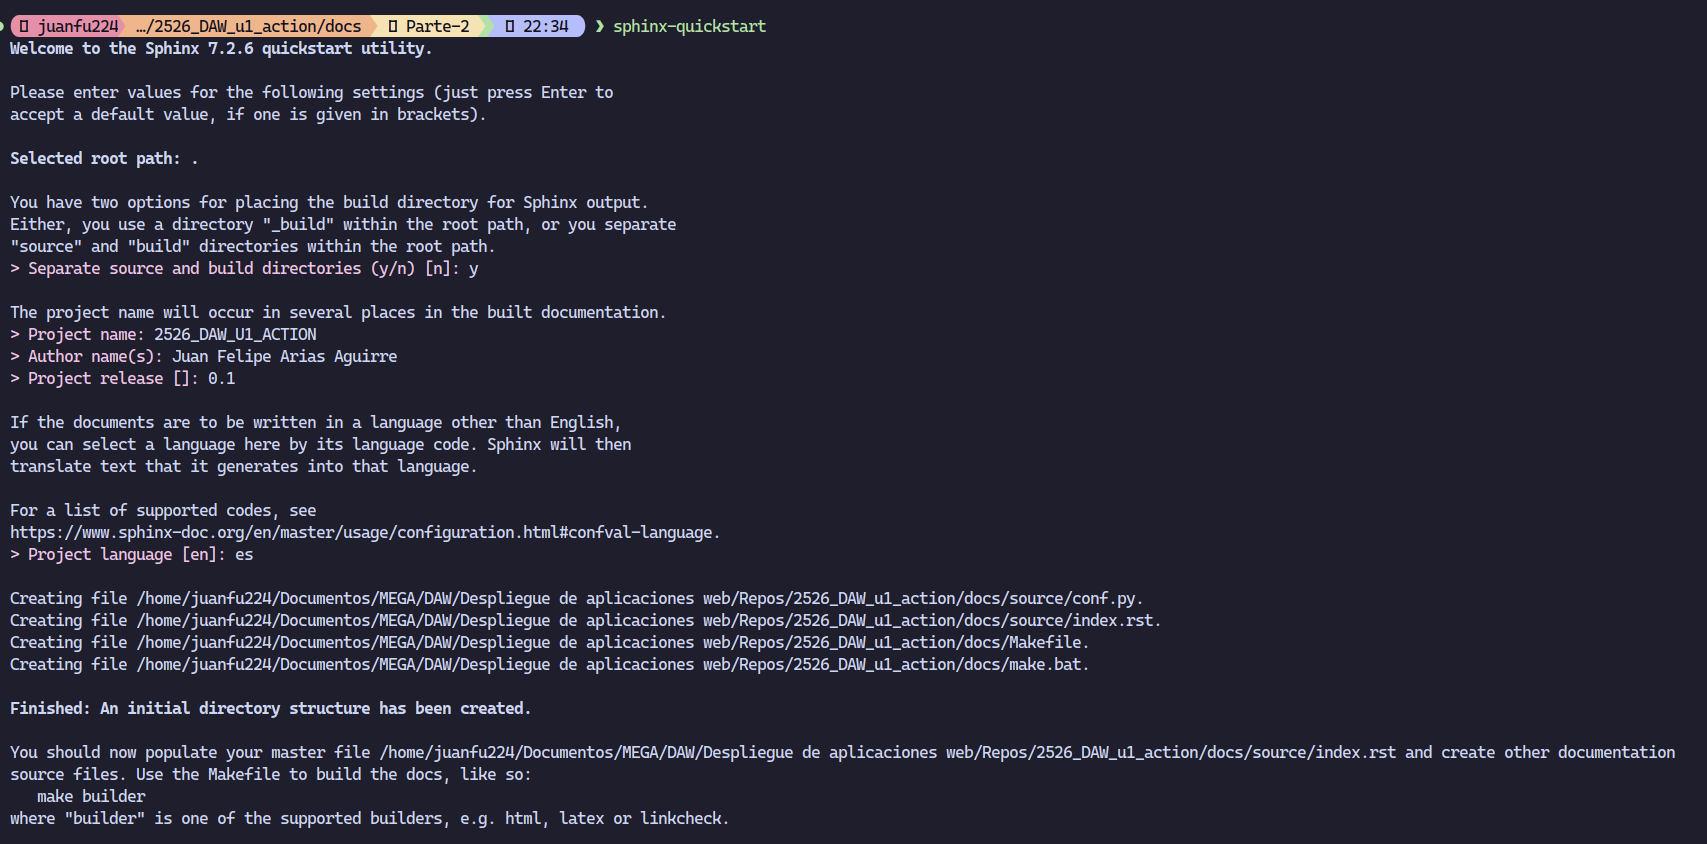 juanfu224 …/2526_DAW_u1_action/docs Parte-2 22:34 ❯ sphinx-quickstart
Welcome to the Sphinx 7.2.6 quickstart utility.
Please enter values for the following settings (just press Enter to
accept a default value, if one is given in brackets).
Selected root path: .
You have two options for placing the build directory for Sphinx output.
Either, you use a directory "_build" within the root path, or you separate
"source" and "build" directories within the root path.
> Separate source and build directories (y/n) [n]: y
The project name will occur in several places in the built documentation.
> Project name: 2526_DAW_U1_ACTION
> Author name(s): Juan Felipe Arias Aguirre
> Project release []: 0.1
If the documents are to be written in a language other than English,
you can select a language here by its language code. Sphinx will then
translate text that it generates into that language.
For a list of supported codes, see
https://www.sphinx-doc.org/en/master/usage/configuration.html#confval-language.
> Project language [en]: es
Creating file /home/juanfu224/Documentos/MEGA/DAW/Despliegue de aplicaciones web/Repos/2526_DAW_u1_action/docs/source/conf.py.
Creating file /home/juanfu224/Documentos/MEGA/DAW/Despliegue de aplicaciones web/Repos/2526_DAW_u1_action/docs/source/index.rst.
Creating file /home/juanfu224/Documentos/MEGA/DAW/Despliegue de aplicaciones web/Repos/2526_DAW_u1_action/docs/Makefile.
Creating file /home/juanfu224/Documentos/MEGA/DAW/Despliegue de aplicaciones web/Repos/2526_DAW_u1_action/docs/make.bat.
Finished: An initial directory structure has been created.
You should now populate your master file /home/juanfu224/Documentos/MEGA/DAW/Despliegue de aplicaciones web/Repos/2526_DAW_u1_action/docs/source/index.rst and create other documentation
source files. Use the Makefile to build the docs, like so:
make builder
where "builder" is one of the supported builders, e.g. html, latex or linkcheck.